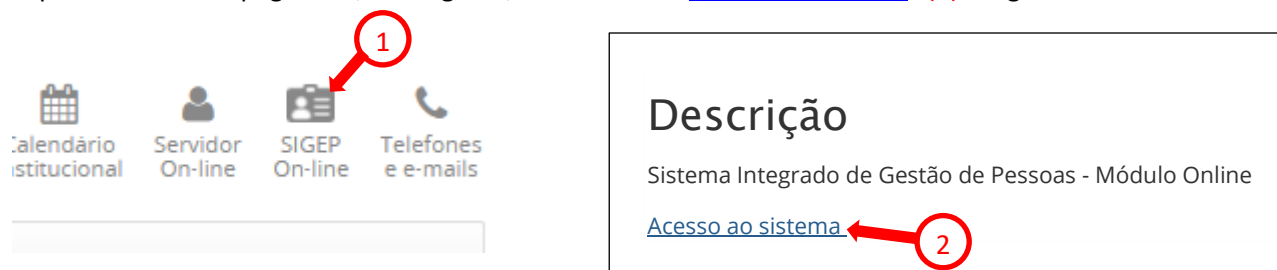 1
Calendário
Institucional
Servidor
On-line
SIGEP
On-line
Telefones
e e-mails
Descrição
Sistema Integrado de Gestão de Pessoas - Módulo Online
Acesso ao sistema
2